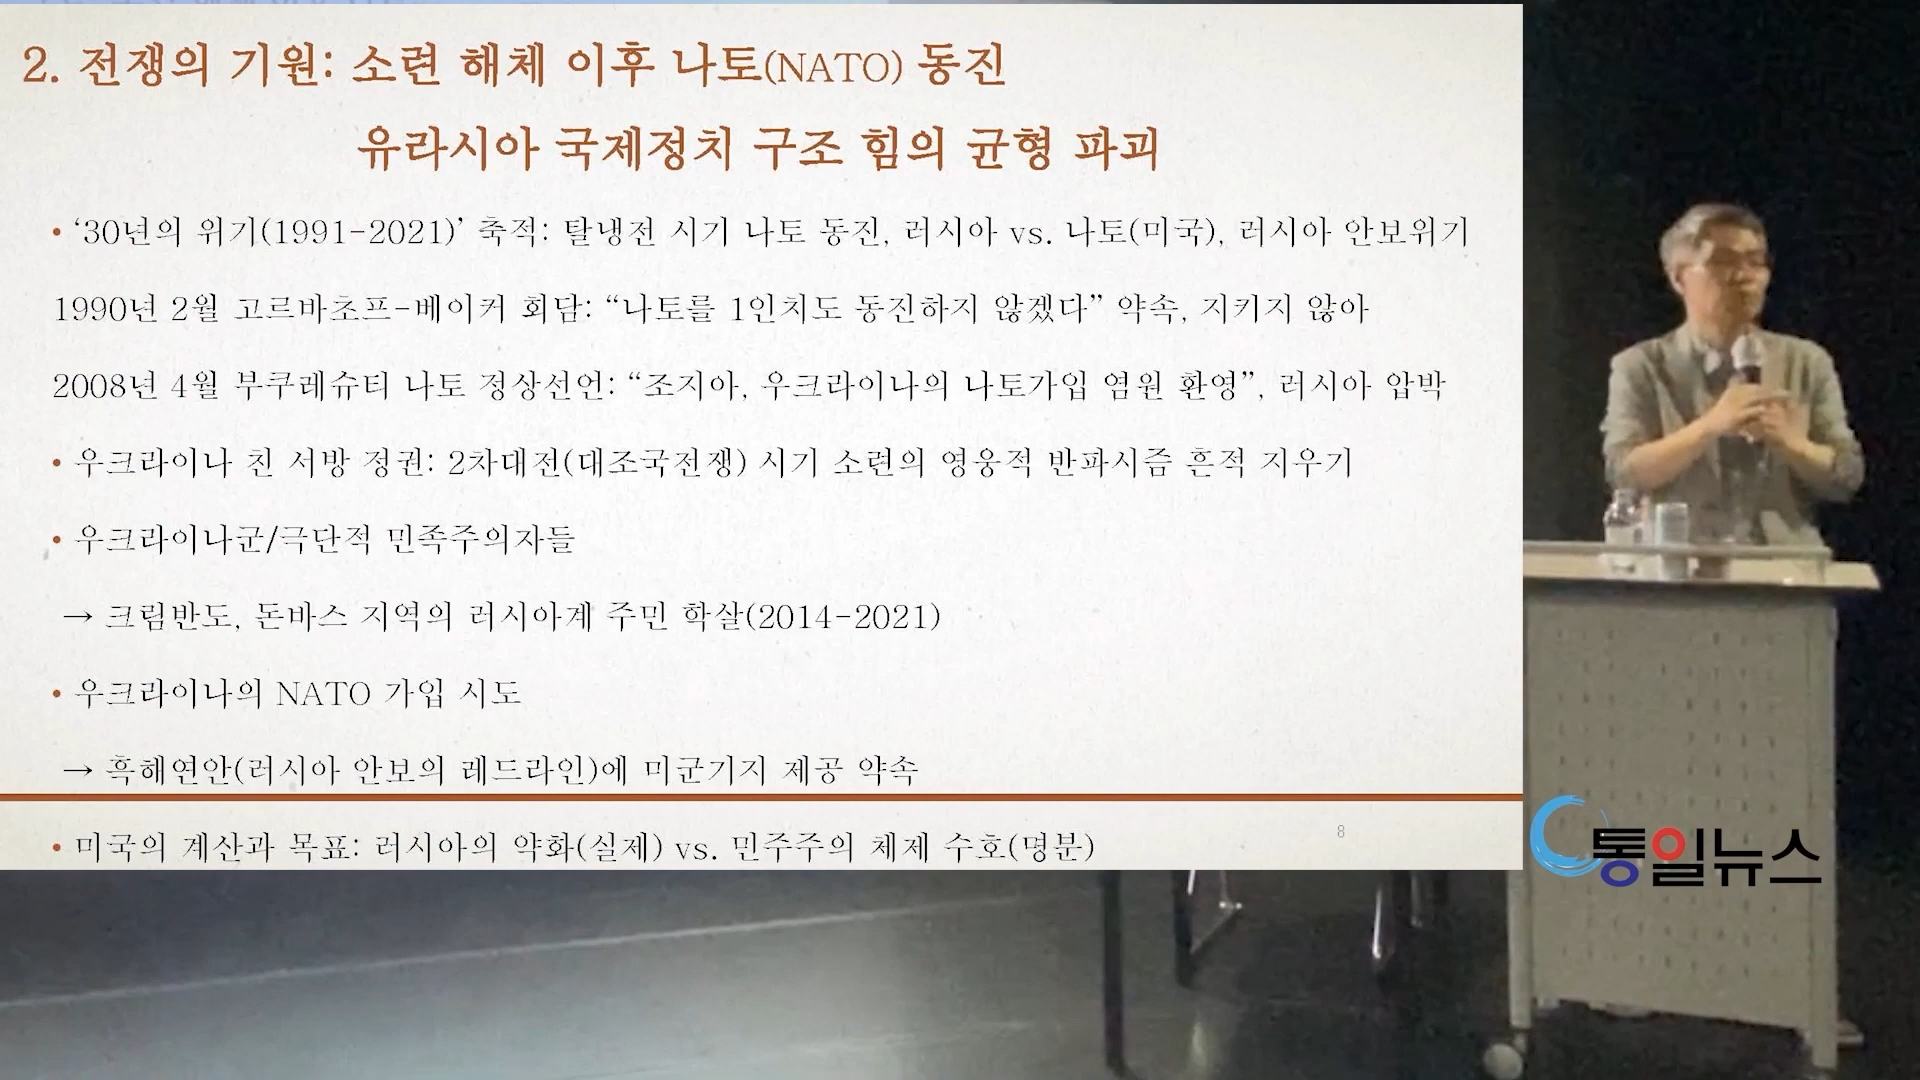 2. 전쟁의 기원: 소련 해체 이후 나토(NATO) 동진
유라시아 국제정치 구조 힘의 균형 파괴
• ‘30년의 위기(1991-2021)’ 축적: 탈냉전 시기 나토 동진, 러시아 vs. 나토(미국), 러시아 안보위기
1990년 2월 고르바초프-베이커 회담: “나토를 1인치도 동진하지 않겠다” 약속, 지키지 않아
2008년 4월 부쿠레슈티 나토 정상선언: “조지아, 우크라이나의 나토가입 염원 환영”, 러시아 압박
• 우크라이나 친 서방 정권: 2차대전(대조국전쟁) 시기 소련의 영웅적 반파시즘 흔적 지우기
• 우크라이나군/극단적 민족주의자들
→ 크림반도, 돈바스 지역의 러시아계 주민 학살(2014-2021)
• 우크라이나의 NATO 가입 시도
→ 흑해연안(러시아 안보의 레드라인)에 미군기지 제공 약속
8
• 미국의 계산과 목표: 러시아의 약화(실제) vs. 민주주의 체제 수호(명분)
통일뉴스